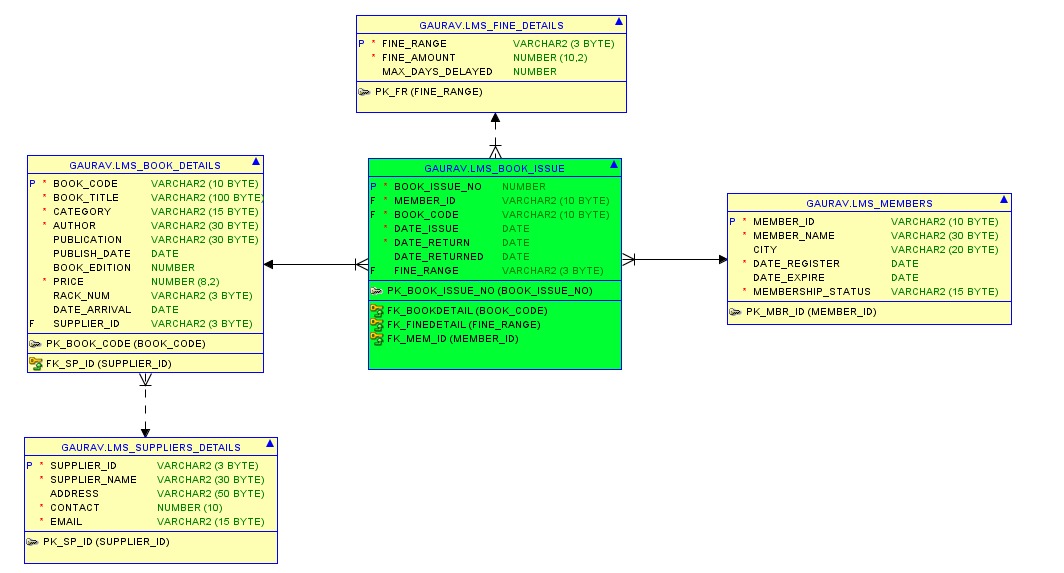 GAURAV.LMS_FINE_DETAILS
P * FINE_RANGE VARCHAR2 (3 BYTE)
* FINE_AMOUNT NUMBER (10,2)
MAX_DAYS_DELAYED NUMBER
PK_FR (FINE_RANGE)
GAURAV.LMS_BOOK_DETAILS
P * BOOK_CODE VARCHAR2 (10 BYTE)
* BOOK_TITLE VARCHAR2 (100 BYTE)
* CATEGORY VARCHAR2 (15 BYTE)
* AUTHOR VARCHAR2 (30 BYTE)
PUBLICATION VARCHAR2 (30 BYTE)
PUBLISH_DATE DATE
BOOK_EDITION NUMBER
* PRICE NUMBER (8,2)
RACK_NUM VARCHAR2 (3 BYTE)
DATE_ARRIVAL DATE
F SUPPLIER_ID VARCHAR2 (3 BYTE)
PK_BOOK_CODE (BOOK_CODE)
FK_SP_ID (SUPPLIER_ID)
GAURAV.LMS_BOOK_ISSUE
P * BOOK_ISSUE_NO NUMBER
F * MEMBER_ID VARCHAR2 (10 BYTE)
F * BOOK_CODE VARCHAR2 (10 BYTE)
* DATE_ISSUE DATE
* DATE_RETURN DATE
DATE_RETURNED DATE
F FINE_RANGE VARCHAR2 (3 BYTE)
PK_BOOK_ISSUE_NO (BOOK_ISSUE_NO)
FK_BOOKDETAIL (BOOK_CODE)
FK_FINEDETAIL (FINE_RANGE)
FK_MEM_ID (MEMBER_ID)
GAURAV.LMS_MEMBERS
P * MEMBER_ID VARCHAR2 (10 BYTE)
* MEMBER_NAME VARCHAR2 (30 BYTE)
CITY VARCHAR2 (20 BYTE)
* DATE_REGISTER DATE
DATE_EXPIRE DATE
* MEMBERSHIP_STATUS VARCHAR2 (15 BYTE)
PK_MBR_ID (MEMBER_ID)
GAURAV.LMS_SUPPLIERS_DETAILS
P * SUPPLIER_ID VARCHAR2 (3 BYTE)
* SUPPLIER_NAME VARCHAR2 (30 BYTE)
ADDRESS VARCHAR2 (50 BYTE)
* CONTACT NUMBER (10)
* EMAIL VARCHAR2 (15 BYTE)
PK_SP_ID (SUPPLIER_ID)